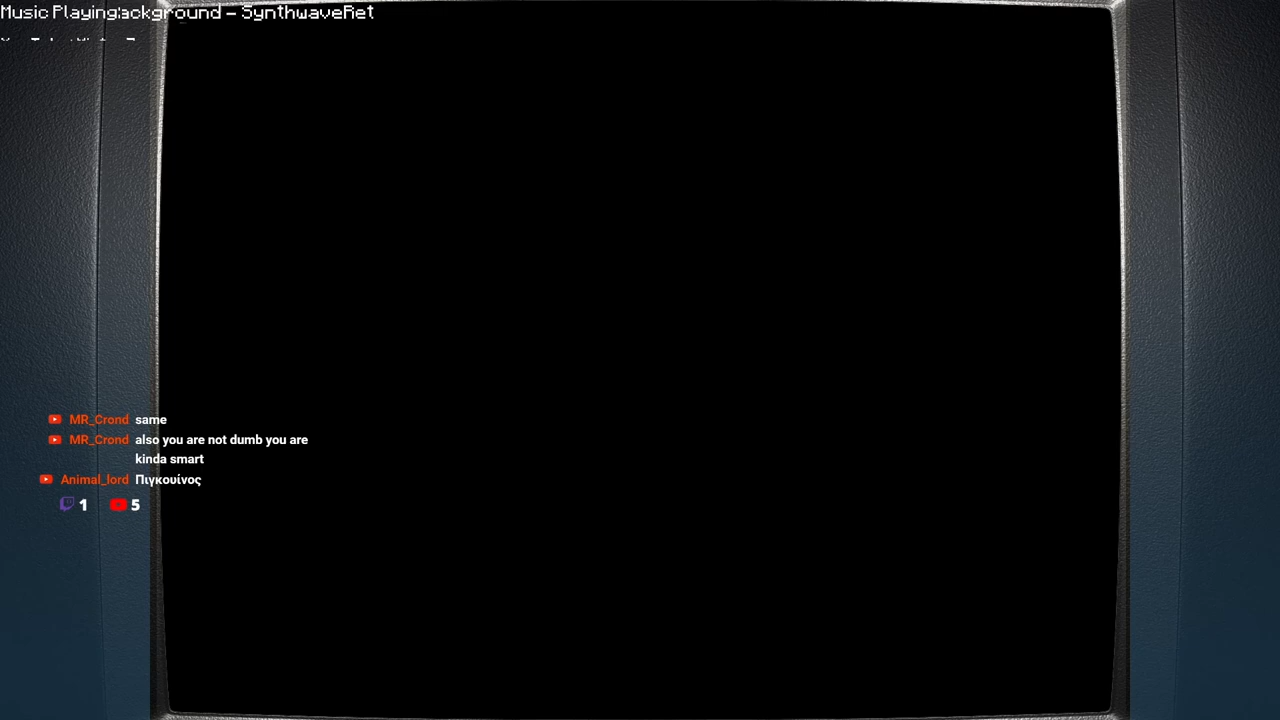 Music Playing:ackground - SynthwaveRet
MR_Crond same
MR_Crond also you are not dumb you are
kinda smart
Animal_lord Πιγκουίνος
1 5